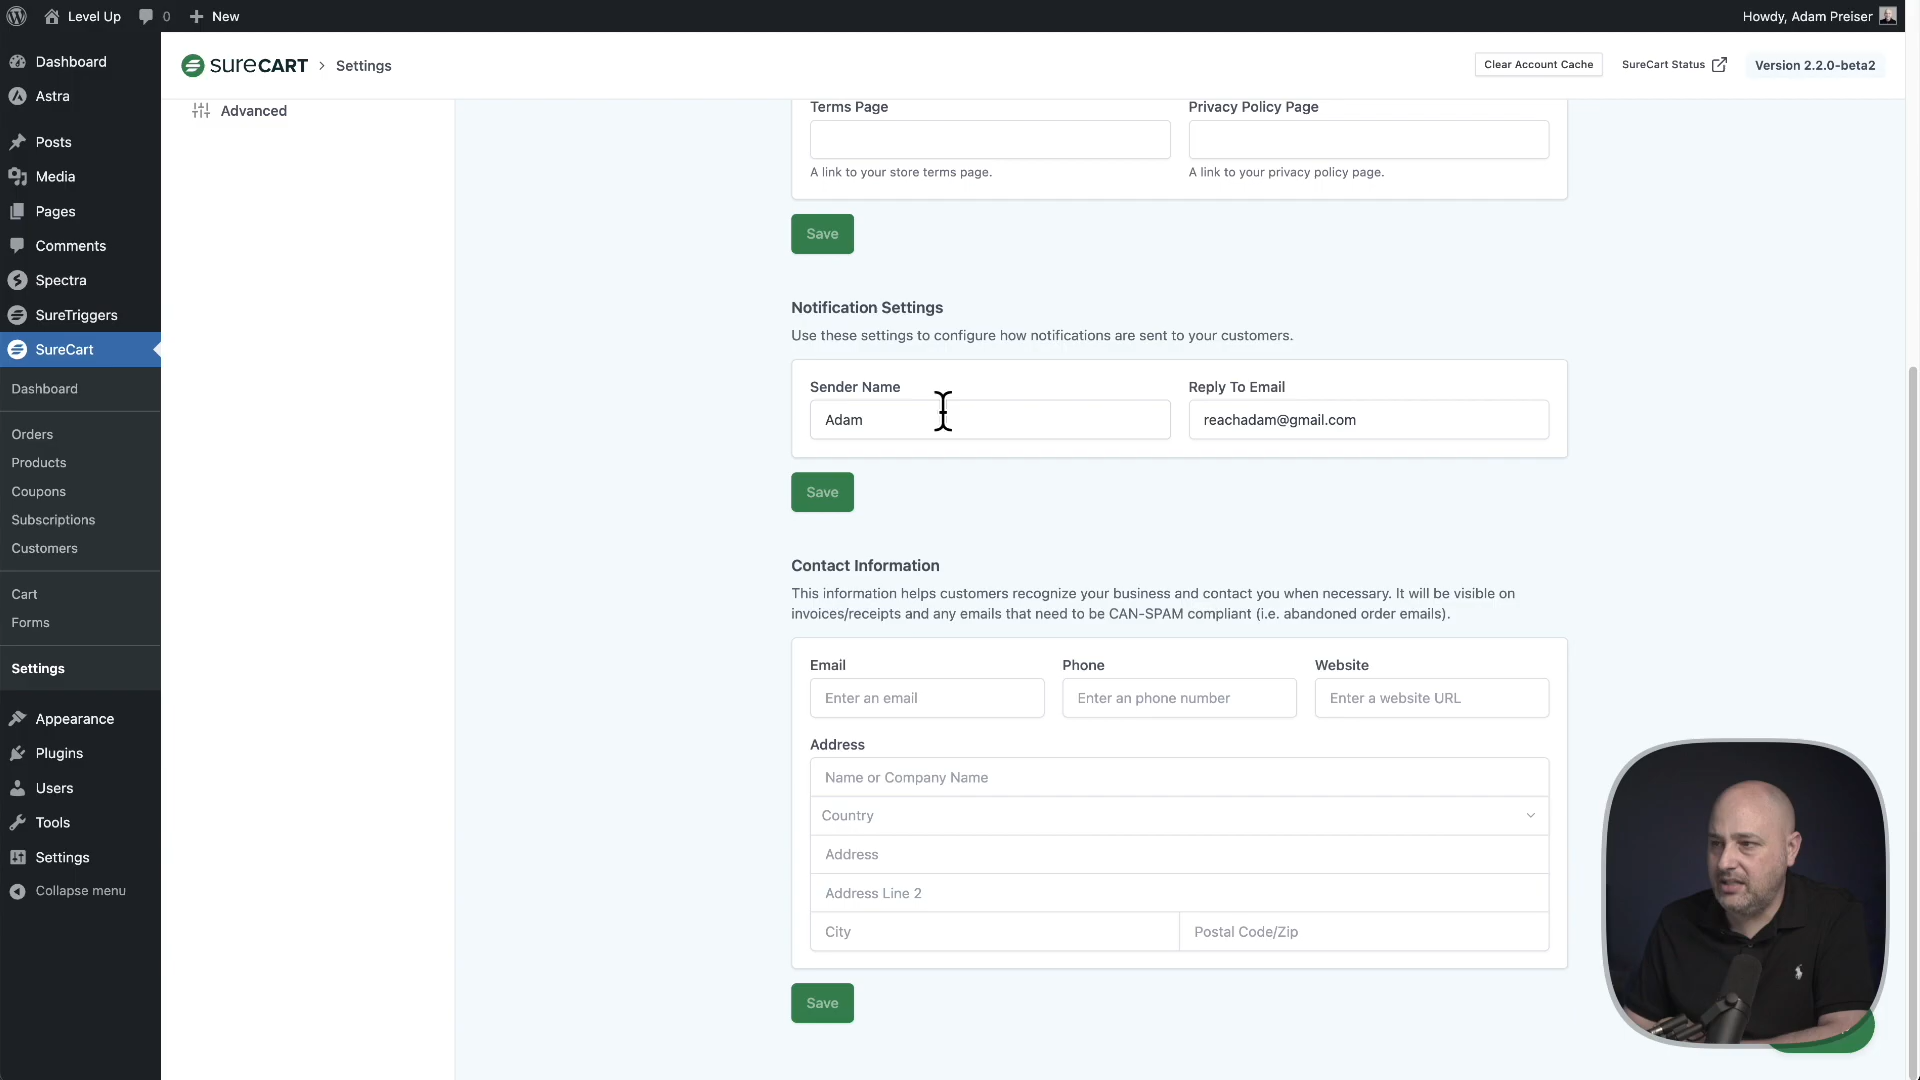 Level Up
0
New
Howdy, Adam Preiser
Dashboard
Astra
Posts
Media
Pages
Comments
Spectra
SureTriggers
SureCart
Dashboard
Orders
Products
Coupons
Subscriptions
Customers
Cart
Forms
Settings
Appearance
Plugins
Users
Tools
Settings
Collapse menu
SURECART > Settings
Clear Account Cache
SureCart Status
Version 2.2.0-beta2
Advanced
Terms Page
Privacy Policy Page
A link to your store terms page.
A link to your privacy policy page.
Save
Notification Settings
Use these settings to configure how notifications are sent to your customers.
Sender Name
Reply To Email
Adam
reachadam@gmail.com
Save
Contact Information
This information helps customers recognize your business and contact you when necessary. It will be visible on
invoices/receipts and any emails that need to be CAN-SPAM compliant (i.e. abandoned order emails).
Email
Phone
Website
Enter an email
Enter an phone number
Enter a website URL
Address
Name or Company Name
Country
Address
Address Line 2
City
Postal Code/Zip
Save